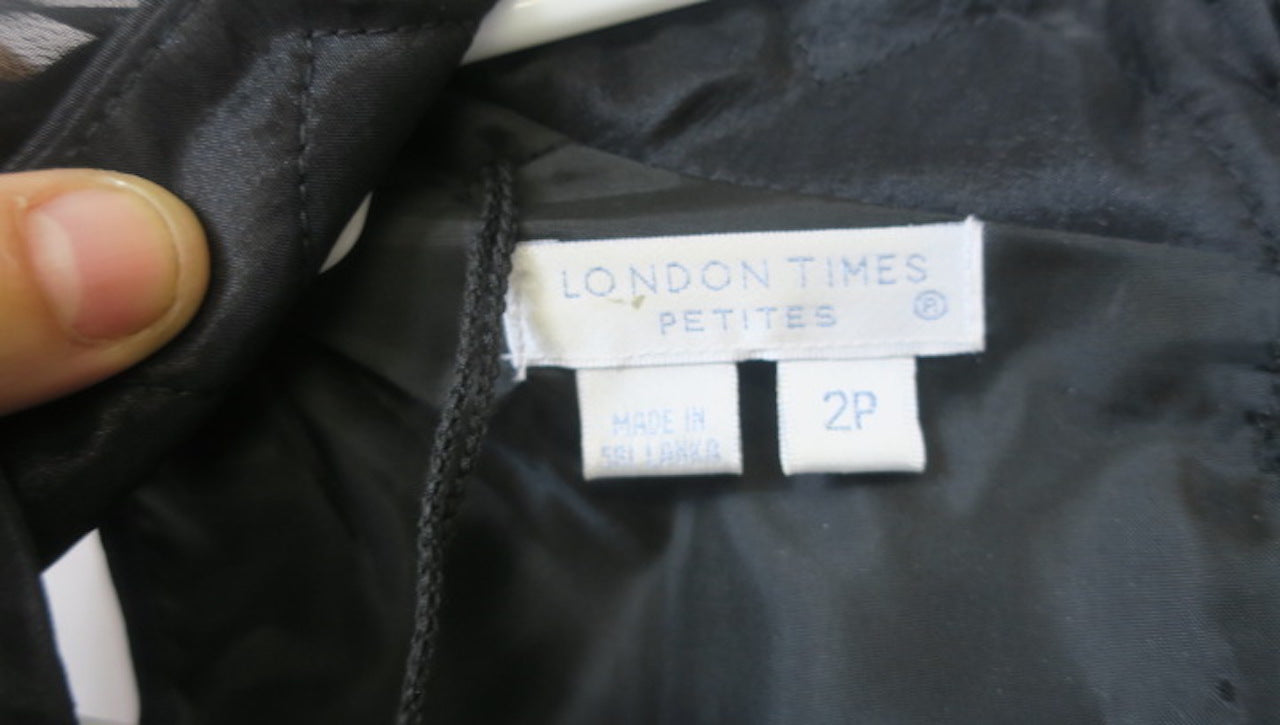 LONDON TIMES
PETITES ®
MADE IN
SRI LANKA
2P